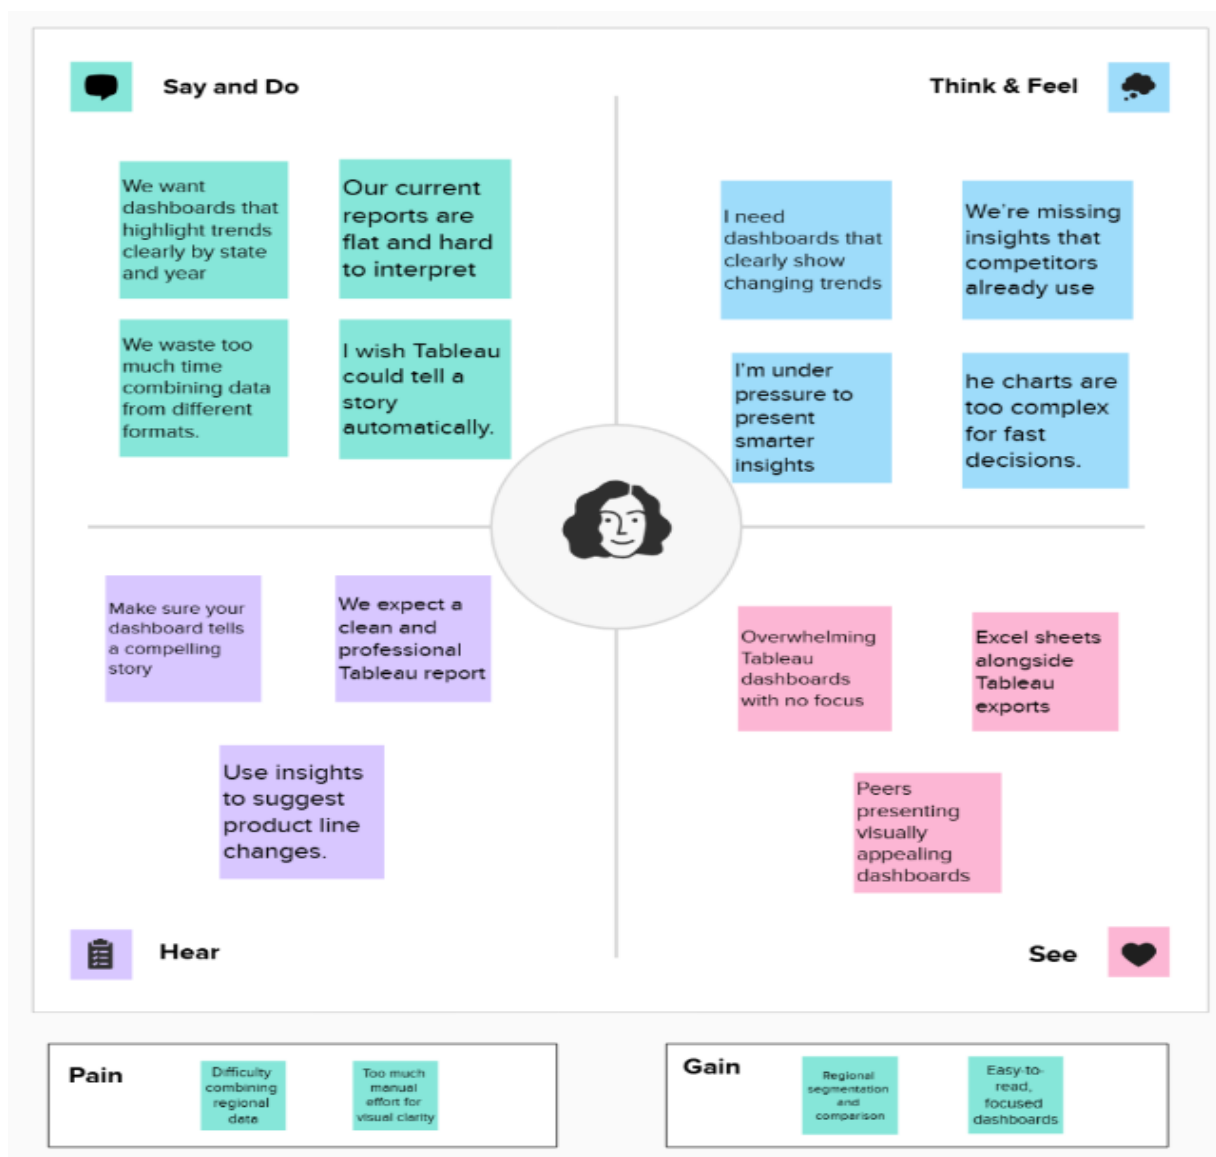 Say and Do
We want
dashboards that
highlight trends
clearly by state
and year
Our current
reports are
flat and hard
to interpret
We waste too
much time
combining data
from different
formats.
I wish Tableau
could tell a
story
automatically.
Think & Feel
I need
dashboards that
clearly show
changing trends
We're missing
insights that
competitors
already use
I'm under
pressure to
present
smarter
insights
he charts are
too complex
for fast
decisions.
Make sure your
dashboard tells
a compelling
story
We expect a
clean and
professional
Tableau report
Use insights
to suggest
product line
changes.
Hear
Overwhelming
Tableau
dashboards
with no focus
Excel sheets
alongside
Tableau
exports
Peers
presenting
visually
appealing
dashboards
See
Pain
Difficulty
combining
regional
data
Too much
manual
effort for
visual clarity
Gain
Regional
segmentation
and
comparison
Easy-to-
read,
focused
dashboards